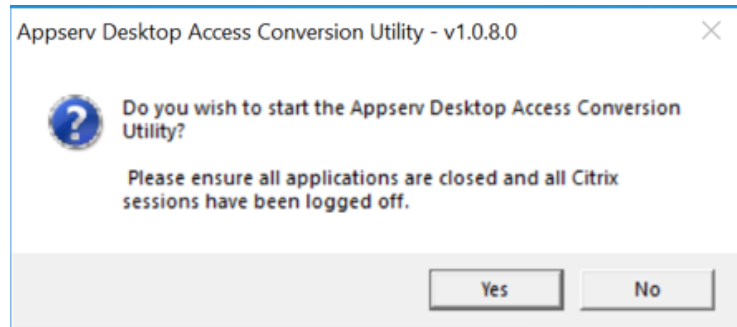 Appserv Desktop Access Conversion Utility - v1.0.8.0
Do you wish to start the Appserv Desktop Access Conversion
Utility?
Please ensure all applications are closed and all Citrix
sessions have been logged off.
Yes
No